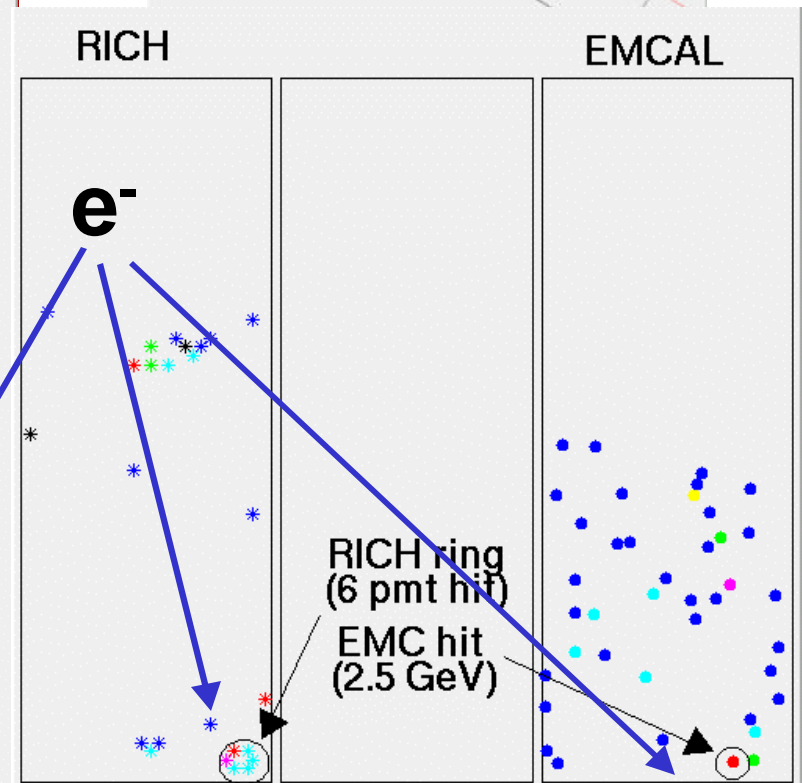 RICH
EMCAL
e-
RICH ring
(6 pmt hit)
EMC hit
(2.5 GeV)